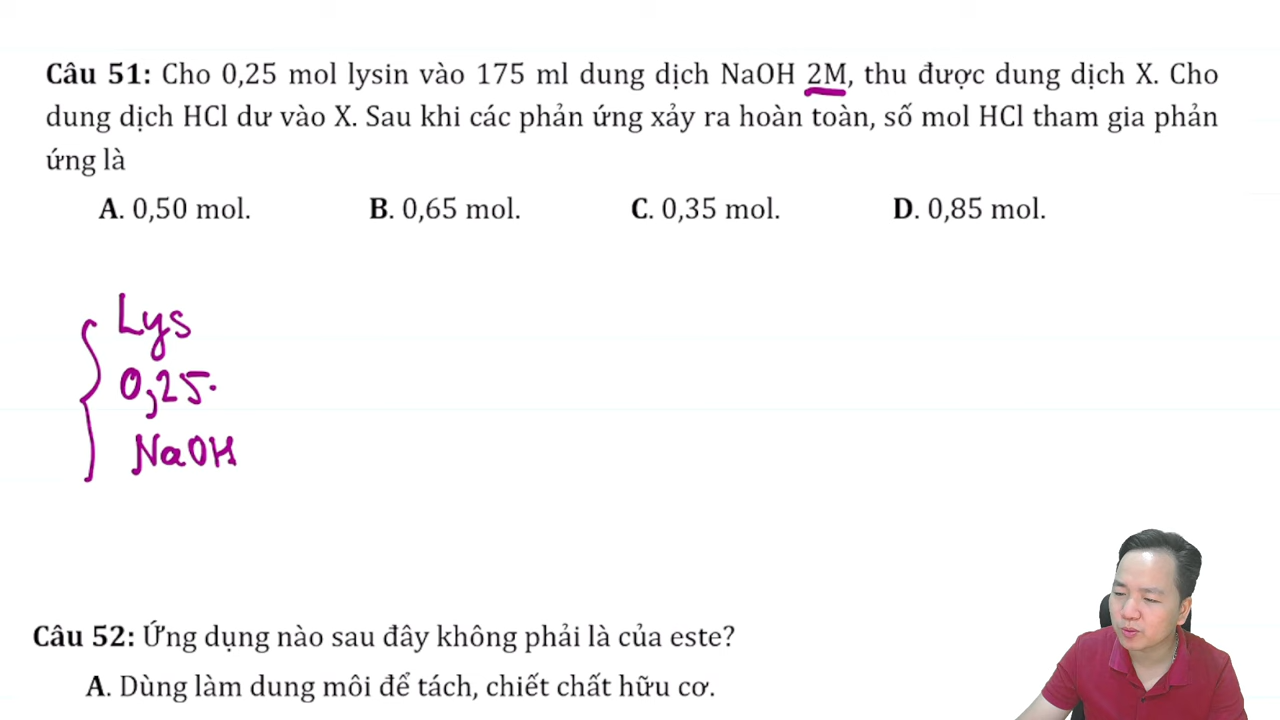 Câu 51: Cho 0,25 mol lysin vào 175 ml dung dịch NaOH 2M, thu được dung dịch X. Cho
dung dịch HCl dư vào X. Sau khi các phản ứng xảy ra hoàn toàn, số mol HCl tham gia phản
ứng là
A. 0,50 mol. B. 0,65 mol. C. 0,35 mol. D. 0,85 mol.
Lys
0,25.
NaOH
Câu 52: Ứng dụng nào sau đây không phải là của este?
A. Dùng làm dung môi để tách, chiết chất hữu cơ.